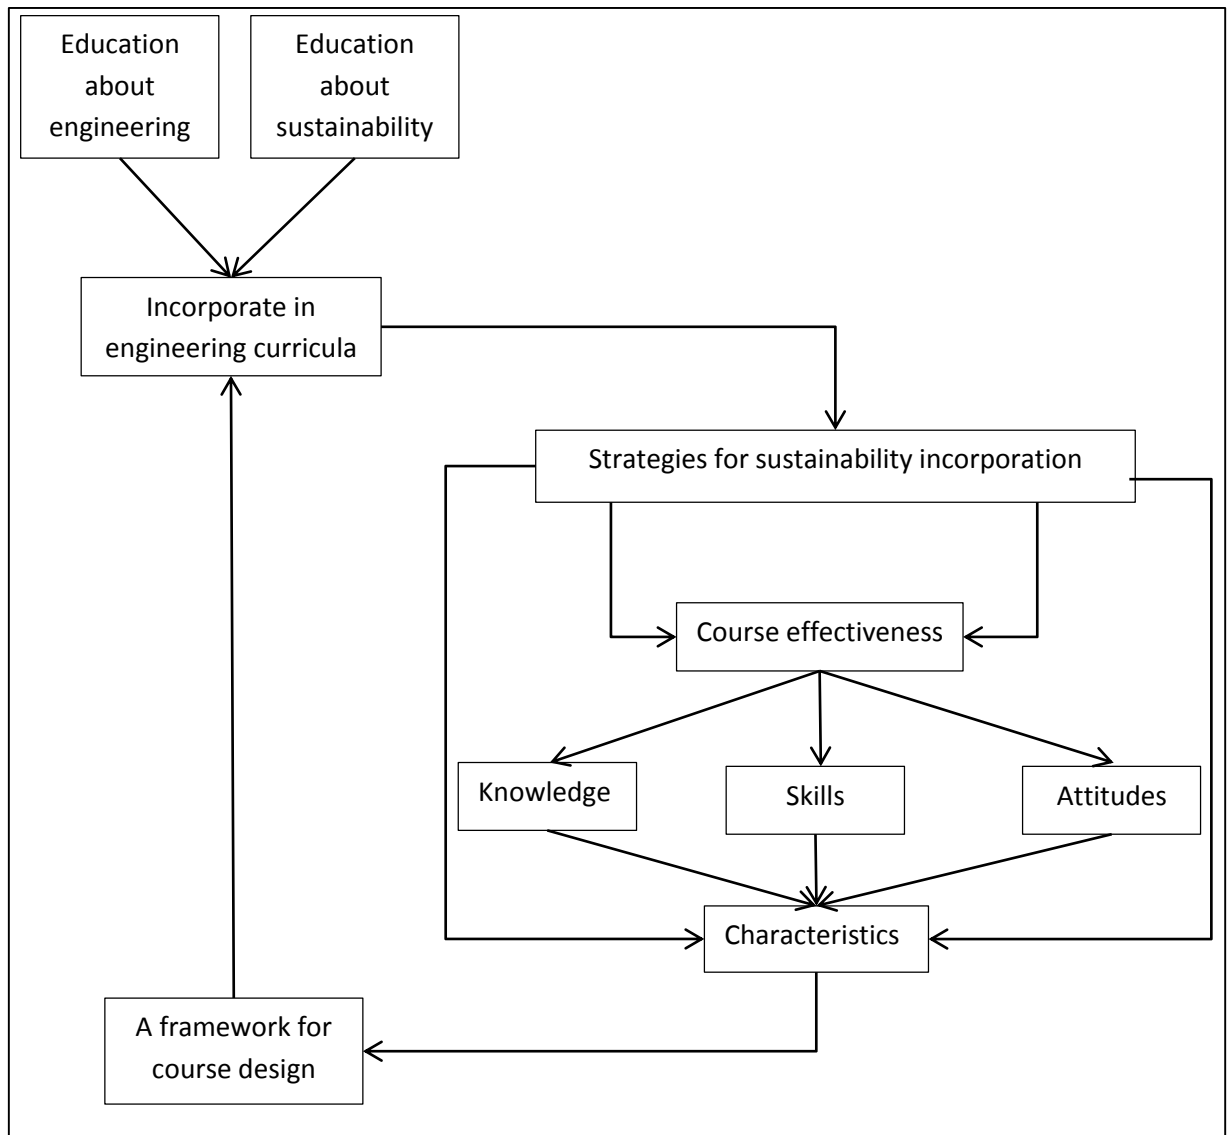 Education
about
engineering
Education
about
sustainability
Incorporate in
engineering curricula
Strategies for sustainability incorporation
Course effectiveness
Knowledge
Skills
Attitudes
Characteristics
A framework for
course design